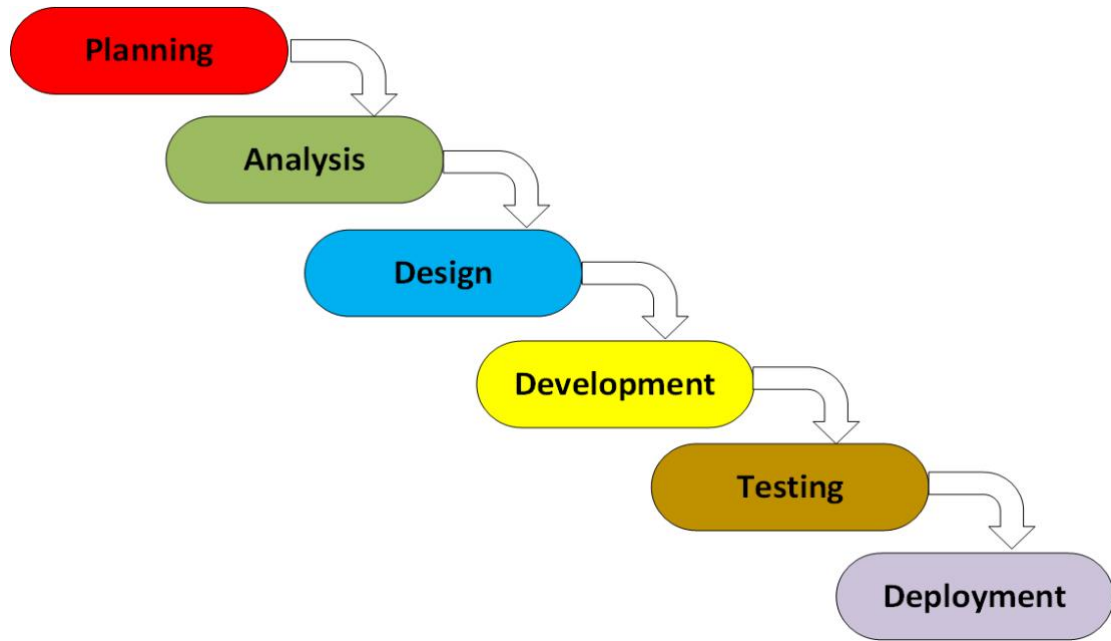 Planning
Analysis
Design
Development
Testing
Deployment